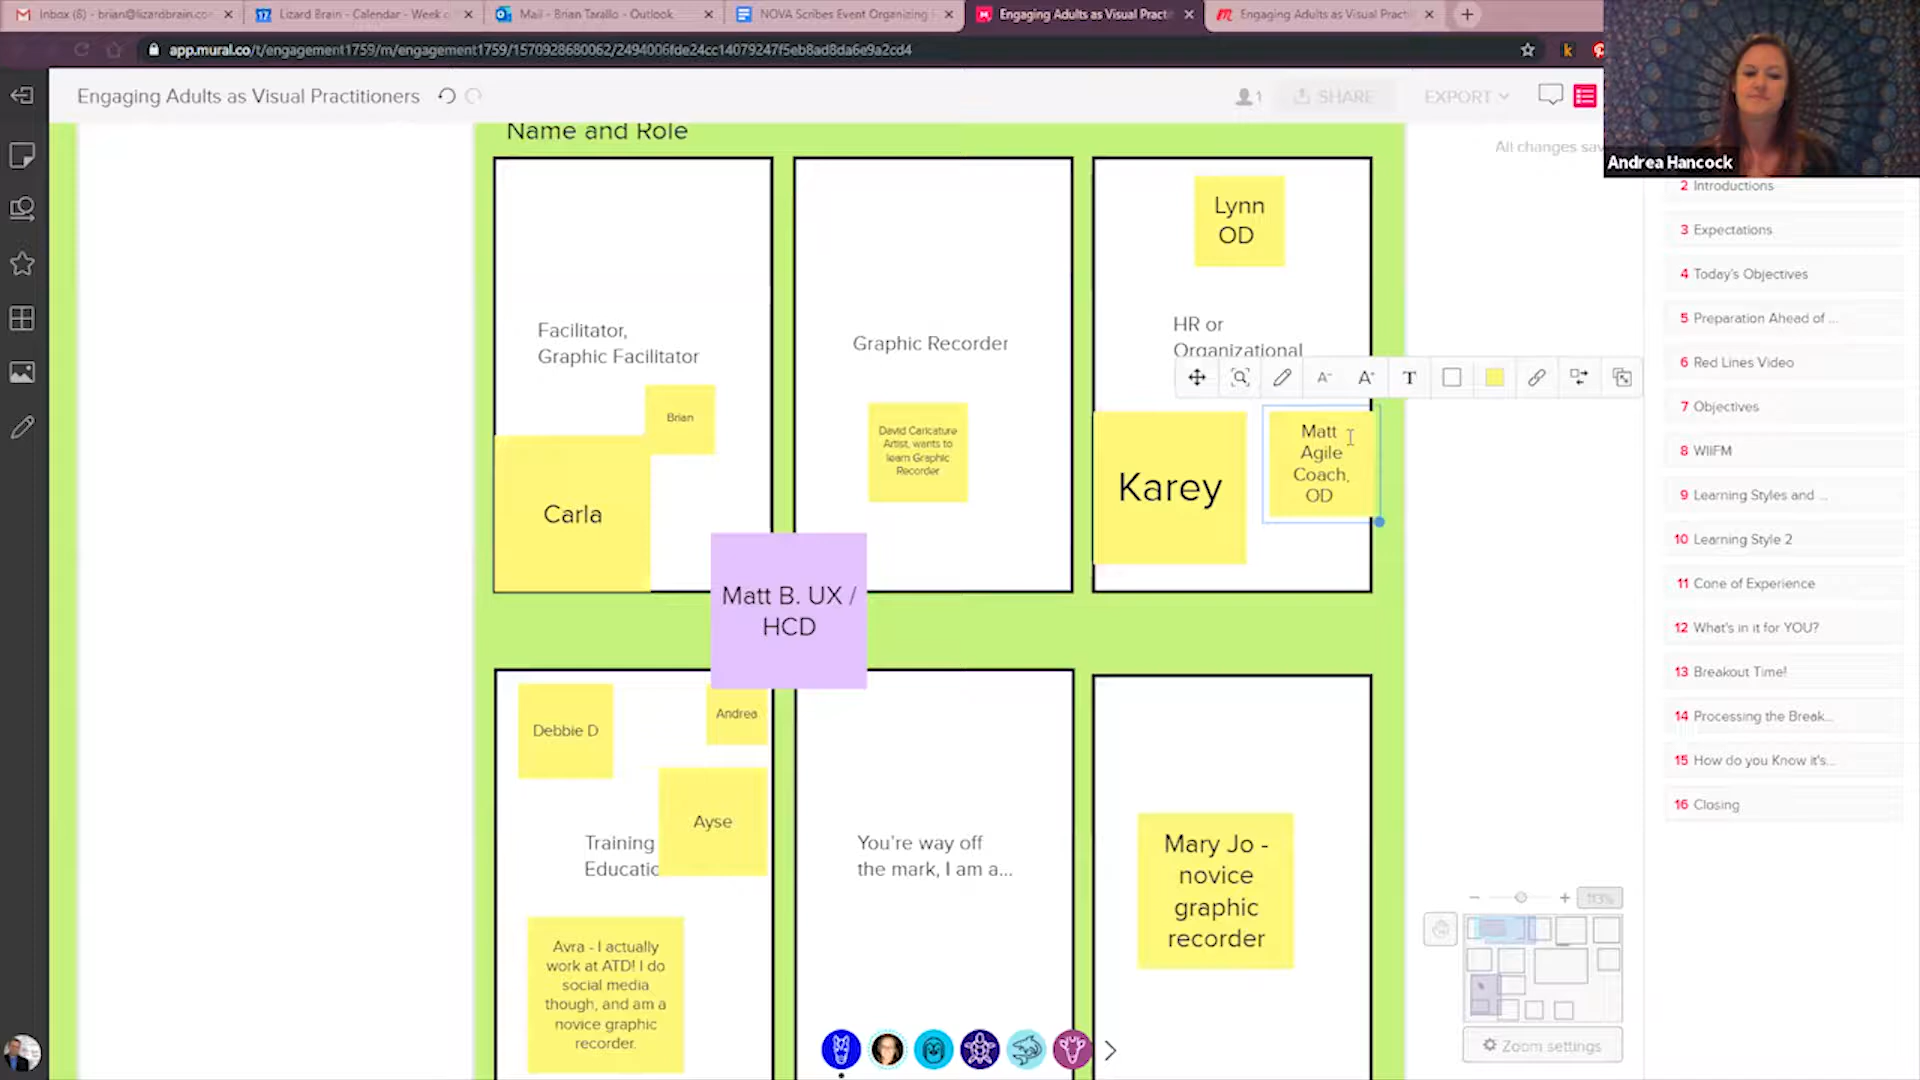 Inbox (6) - brian@lizardbrain.co
Lizard Brain - Calendar - Week o
Mail - Brian Tarallo - Outlook
NOVA Scribes Event Organizing
Engaging Adults as Visual Pract
Engaging Adults as Visual Practi
app.mural.co/t/engagement1759/m/engagement1759/1570928680062/2494006fde24cc14079247f5eb8ad8da6e9a2cd4
Engaging Adults as Visual Practitioners
1
SHARE
EXPORT
All changes sav
Andrea Hancock
Name and Role
Lynn
OD
Facilitator,
Graphic Facilitator
Graphic Recorder
HR or
Organizational
Brian
Carla
David Caricature
Artist, wants to
learn Graphic
Recorder
Karey
Matt
Agile
Coach,
OD
Matt B. UX /
HCD
Debbie D
Andrea
Ayse
Training
Educatic
You're way off
the mark, I am a...
Mary Jo -
novice
graphic
recorder
Avra - I actually
work at ATD! I do
social media
though, and am a
novice graphic
recorder.
2 Introductions
3 Expectations
4 Today's Objectives
5 Preparation Ahead of ...
6 Red Lines Video
7 Objectives
8 WIIFM
9 Learning Styles and ...
10 Learning Style 2
11 Cone of Experience
12 What's in it for YOU?
13 Breakout Time!
14 Processing the Break...
15 How do you Know it's...
16 Closing
113%
Zoom settings